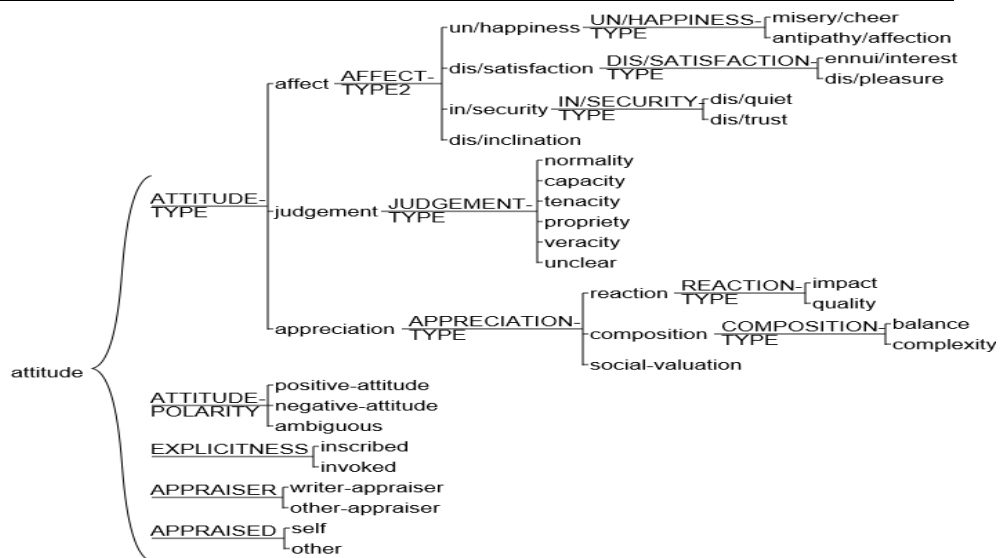 un/happiness UN/HAPPINESS-TYPE misery/cheer
antipathy/affection
dis/satisfaction DIS/SATISFACTION-TYPE ennui/interest
dis/pleasure
affect AFFECT-TYPE2
in/security IN/SECURITY-TYPE dis/quiet
dis/trust
dis/inclination
ATTITUDE-TYPE
judgement JUDGEMENT-TYPE
normality
capacity
tenacity
propriety
veracity
unclear
appreciation APPRECIATION-TYPE
reaction REACTION-TYPE impact
quality
composition COMPOSITION-TYPE balance
complexity
social-valuation
attitude
ATTITUDE-POLARITY
positive-attitude
negative-attitude
ambiguous
EXPLICITNESS inscribed
invoked
APPRAISER writer-appraiser
other-appraiser
APPRAISED self
other